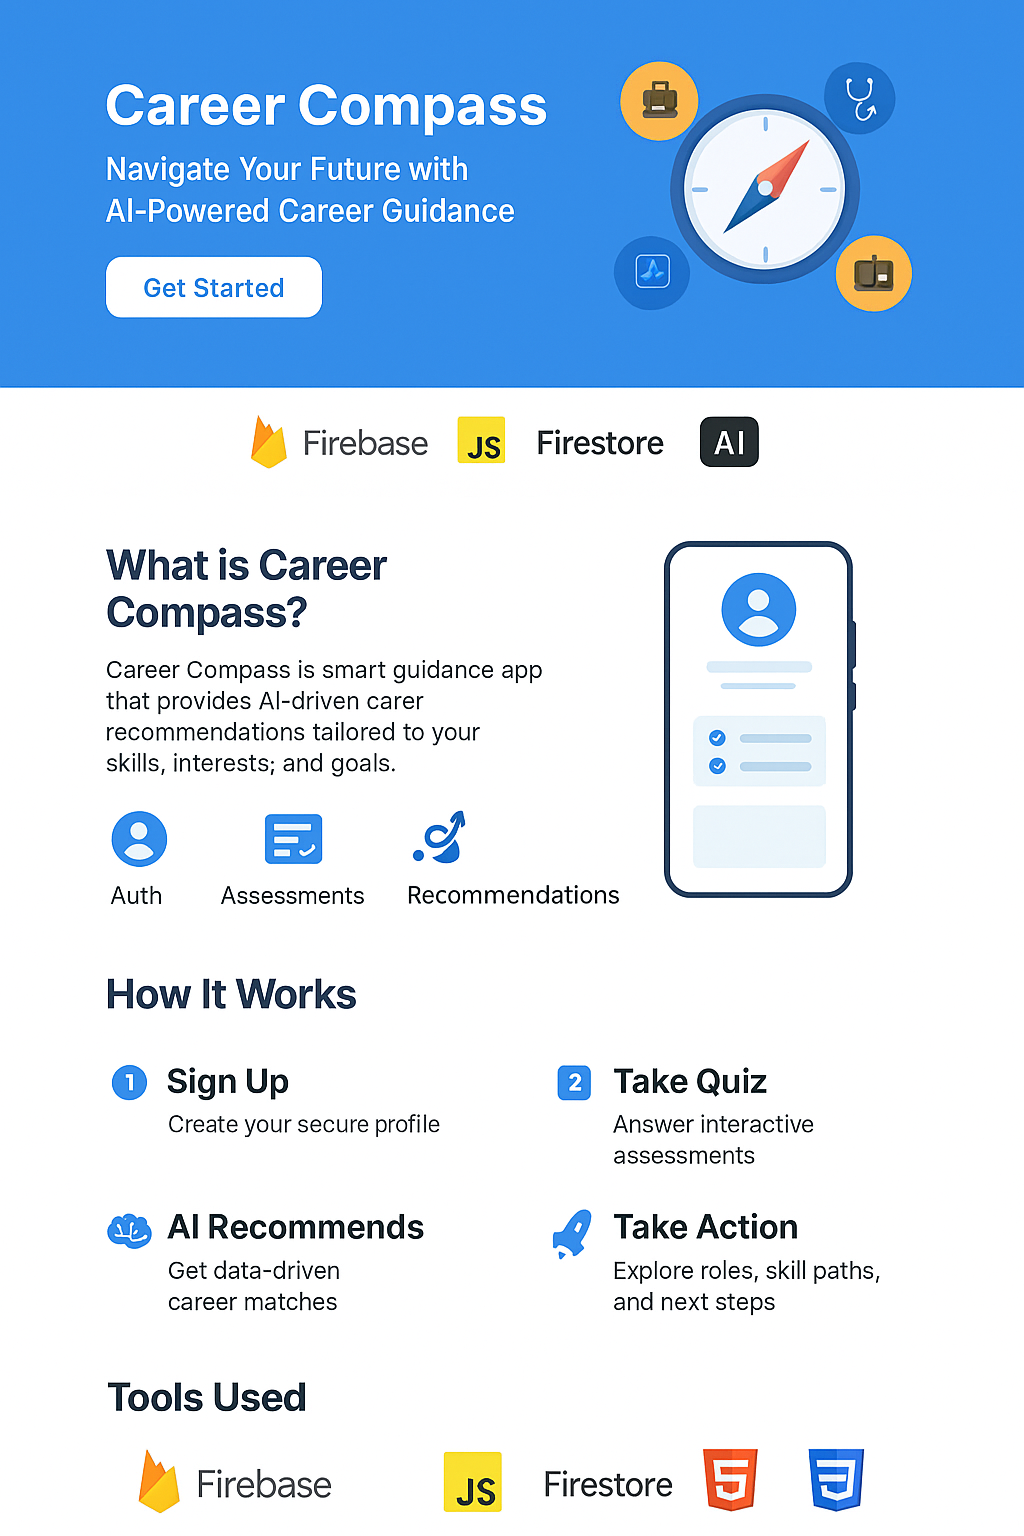 Career Compass
Navigate Your Future with
AI-Powered Career Guidance
Get Started
Firebase JS Firestore AI
What is Career
Compass?
Career Compass is smart guidance app
that provides AI-driven carer
recommendations tailored to your
skills, interests; and goals.
Auth Assessments Recommendations
How It Works
1 Sign Up
Create your secure profile
2 Take Quiz
Answer interactive
assessments
AI Recommends
Get data-driven
career matches
Take Action
Explore roles, skill paths,
and next steps
Tools Used
Firebase JS Firestore 5 3